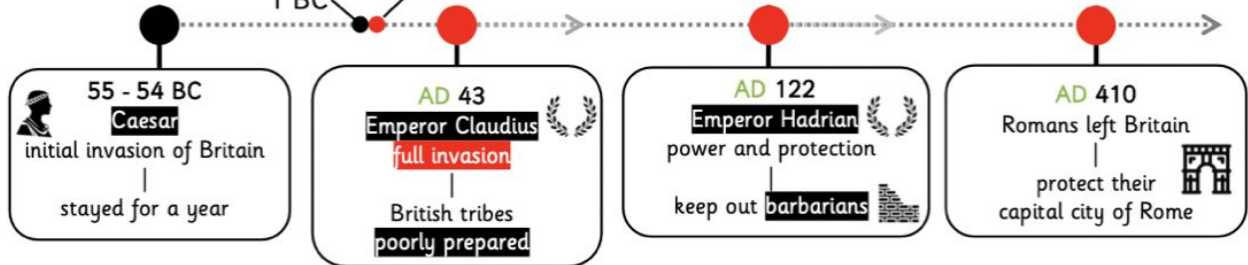 1 BC
55 - 54 BC
Caesar
initial invasion of Britain
stayed for a year
AD 43
Emperor Claudius
full invasion
British tribes
poorly prepared
AD 122
Emperor Hadrian
power and protection
keep out barbarians
AD 410
Romans left Britain
protect their
capital city of Rome